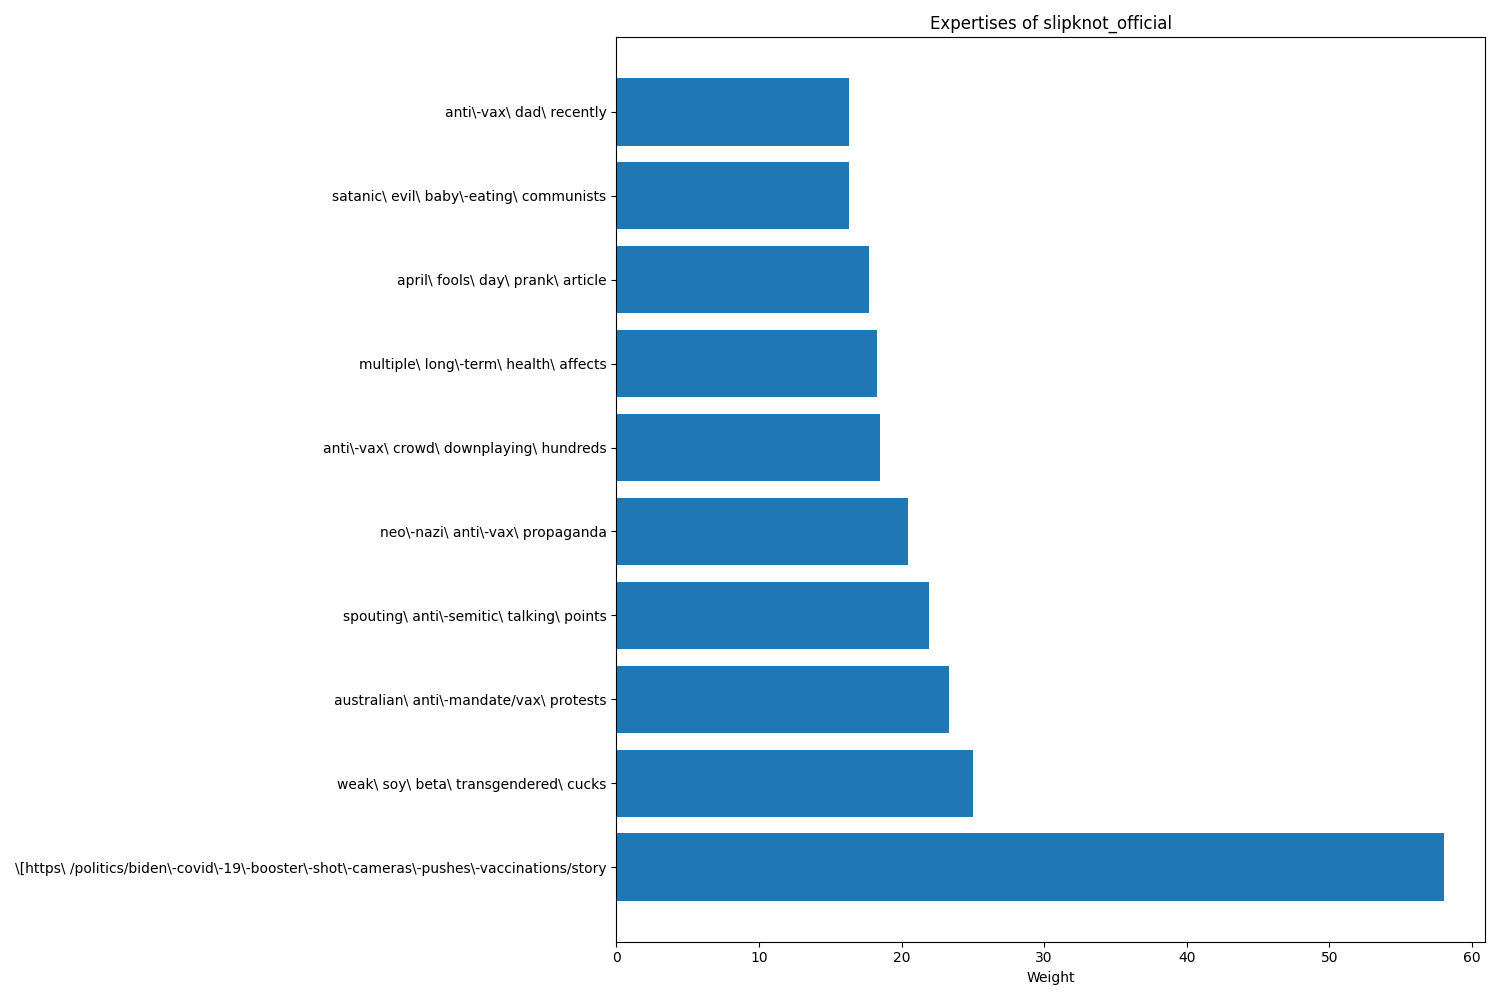 Expertises of slipknot_official
anti\-vax\ dad\ recently
satanic\ evil\ baby\-eating\ communists
april\ fools\ day\ prank\ article
multiple\ long\-term\ health\ affects
anti\-vax\ crowd\ downplaying\ hundreds
neo\-nazi\ anti\-vax\ propaganda
spouting\ anti\-semitic\ talking\ points
australian\ anti\-mandate/vax\ protests
weak\ soy\ beta\ transgendered\ cucks
\[https\ /politics/biden\-covid\-19\-booster\-shot\-cameras\-pushes\-vaccinations/story
0 10 20 30 40 50 60
Weight